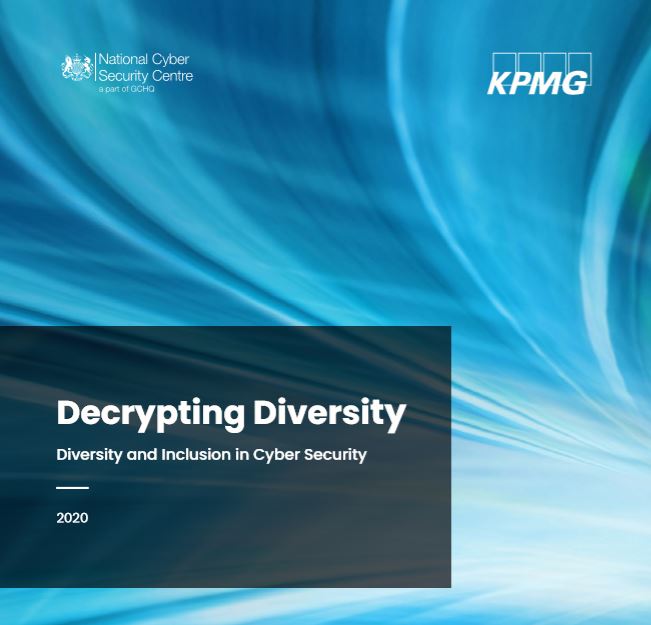 National Cyber
Security Centre
a part of GCHQ
KPMG
Decrypting Diversity
Diversity and Inclusion in Cyber Security
2020